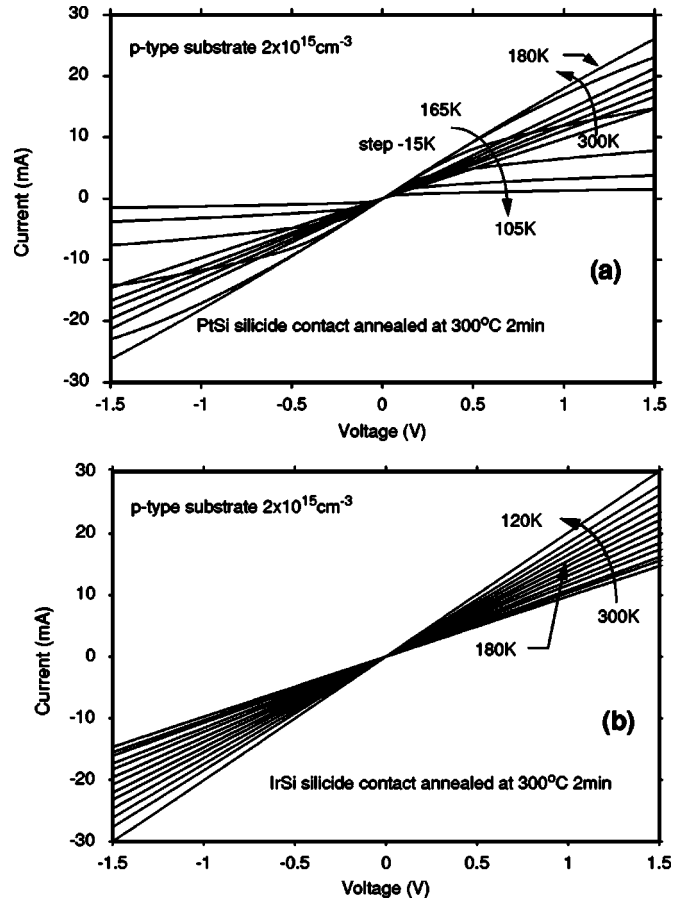 30
p-type substrate 2x10¹⁵cm⁻³
180K
20
165K
10
step -15K
300K
0
105K
-10
(a)
-20
PtSi silicide contact annealed at 300ºC 2min
-30
-1.5 -1 -0.5 0 0.5 1 1.5
Voltage (V)
Current (mA)
30
p-type substrate 2x10¹⁵cm⁻³
120K
20
300K
10
180K
0
-10
(b)
-20
IrSi silicide contact annealed at 300ºC 2min
-30
-1.5 -1 -0.5 0 0.5 1 1.5
Voltage (V)
Current (mA)